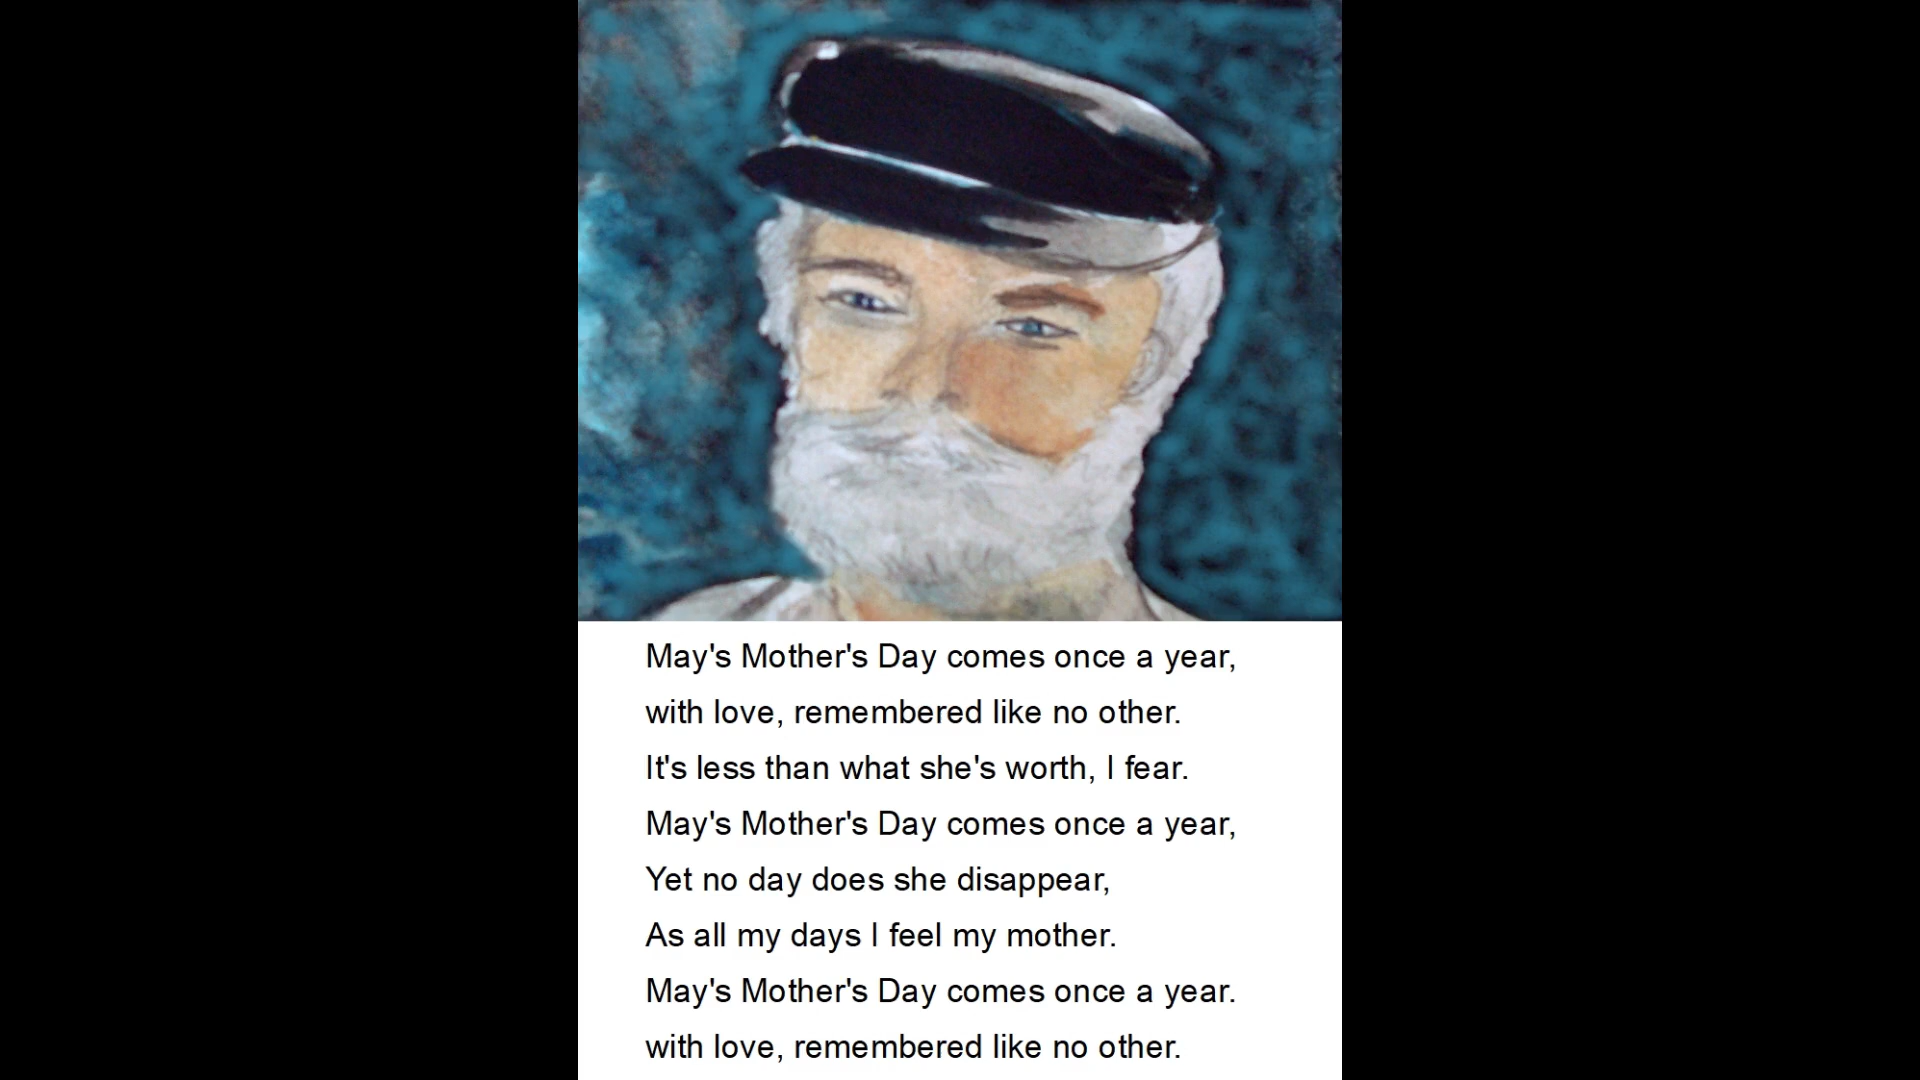 May's Mother's Day comes once a year,
with love, remembered like no other.
It's less than what she's worth, I fear.
May's Mother's Day comes once a year,
Yet no day does she disappear,
As all my days I feel my mother.
May's Mother's Day comes once a year.
with love, remembered like no other.